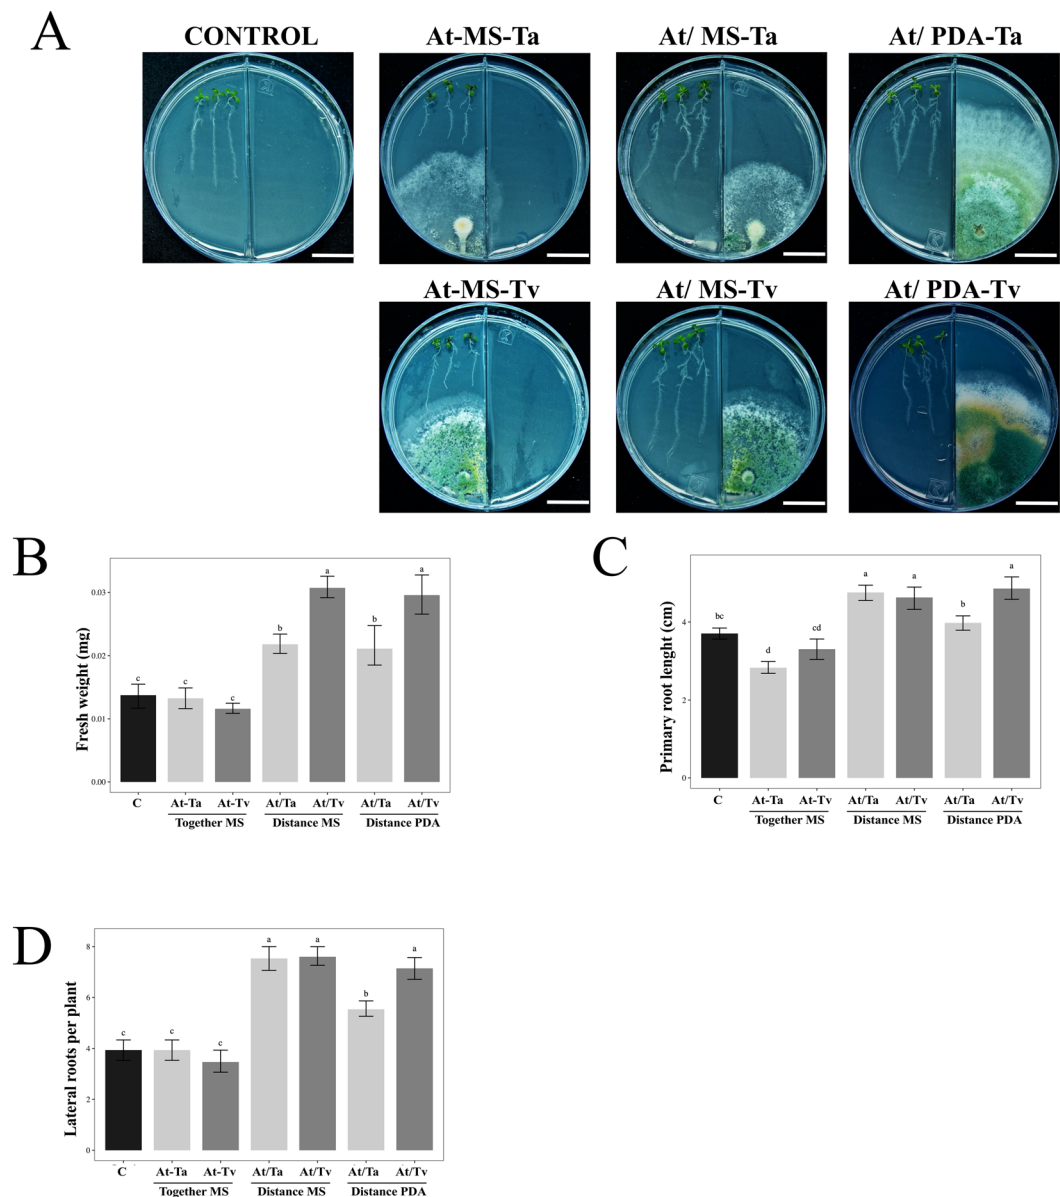 A
CONTROL
At-MS-Ta
At/ MS-Ta
At/ PDA-Ta
At-MS-Tv
At/ MS-Tv
At/ PDA-Tv
B
Fresh weight (mg)
0.03
0.02
0.01
0.00
c
c
c
b
a
b
a
C At-Ta At-Tv At/Ta At/Tv At/Ta At/Tv
Together MS Distance MS Distance PDA
C
Primary root lenght (cm)
4
2
0
bc
d
cd
a
a
b
a
C At-Ta At-Tv At/Ta At/Tv At/Ta At/Tv
Together MS Distance MS Distance PDA
D
Lateral roots per plant
8
6
4
2
0
c
c
c
a
a
b
a
C At-Ta At-Tv At/Ta At/Tv At/Ta At/Tv
Together MS Distance MS Distance PDA